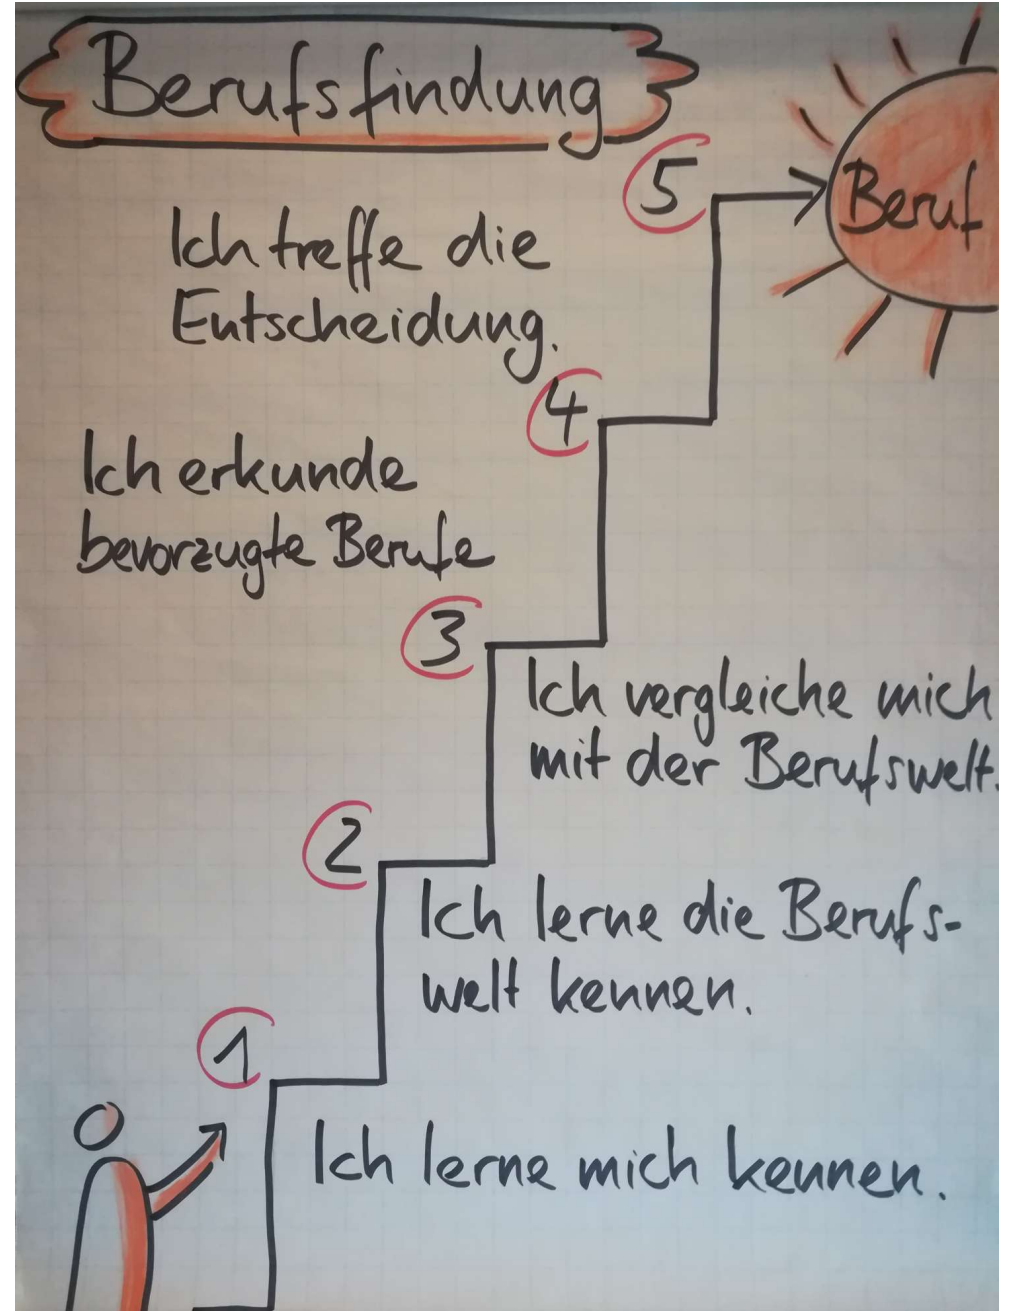 Berufsfindung
5
Beruf
Ich treffe die
Entscheidung.
4
Ich erkunde
bevorzugte Berufe
3
Ich vergleiche mich
mit der Berufswelt.
2
Ich lerne die Berufs-
welt kennen.
1
Ich lerne mich kennen.